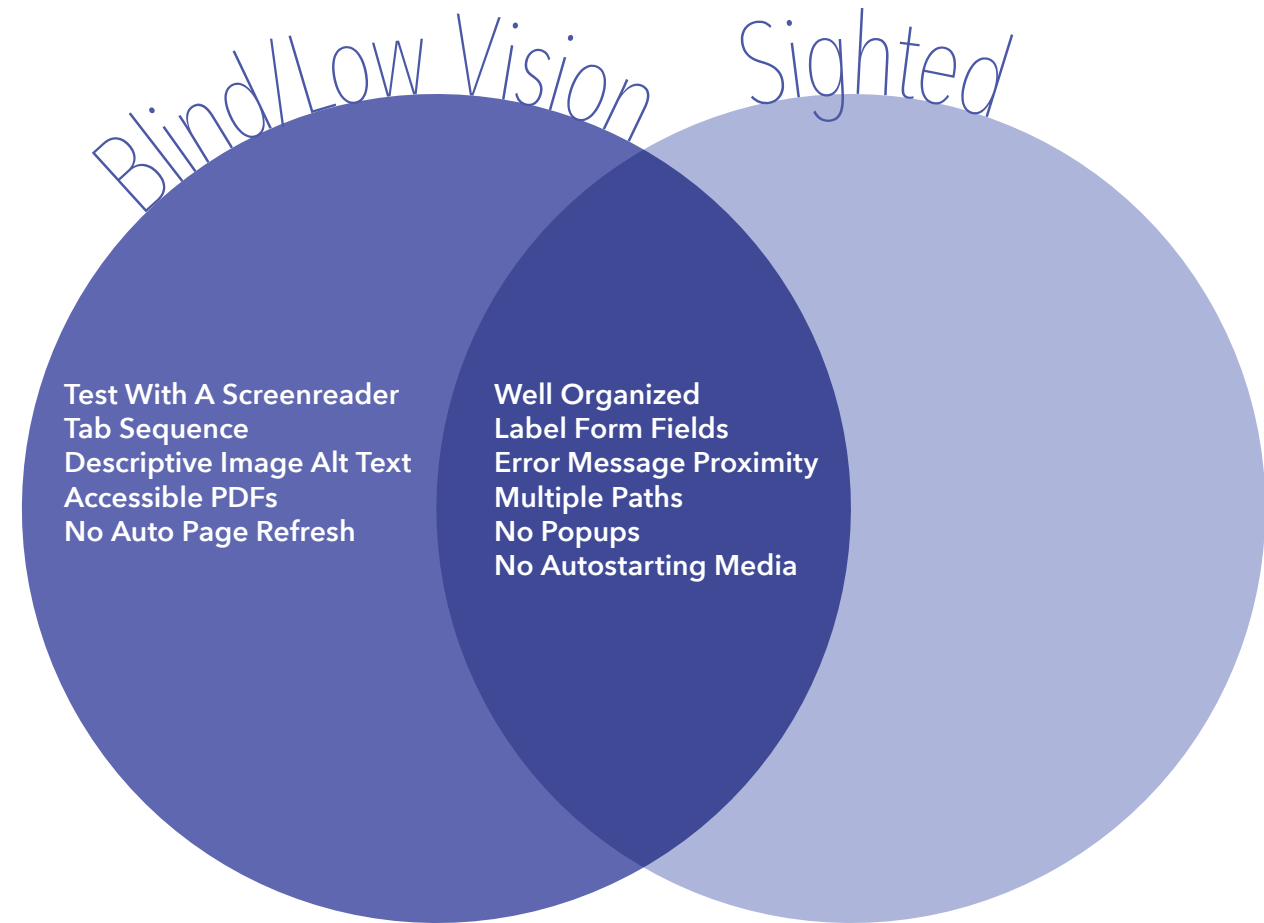 Blind/Low Vision
Sighted
Test With A Screenreader
Tab Sequence
Descriptive Image Alt Text
Accessible PDFs
No Auto Page Refresh
Well Organized
Label Form Fields
Error Message Proximity
Multiple Paths
No Popups
No Autostarting Media